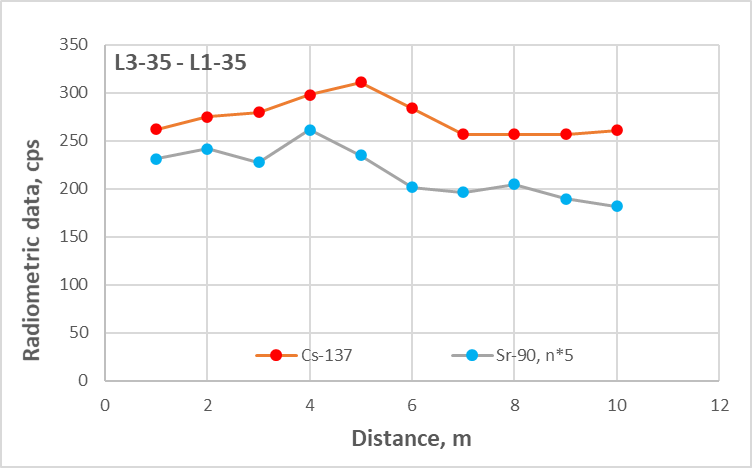 L3-35 - L1-35
Radiometric data, cps
350
300
250
200
150
100
50
0
Cs-137
Sr-90, n*5
0 2 4 6 8 10 12
Distance, m